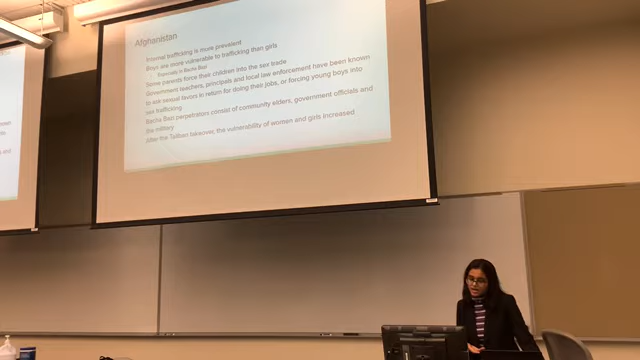 Afghanistan
Internal trafficking is more prevalent
Boys are more vulnerable to trafficking than girls
Especially in Bacha Bazi
Some parents force their children into the sex trade
Government teachers, principals and local law enforcement have been known
to ask sexual favors in return for doing their jobs, or forcing young boys into
sex trafficking
Bacha Bazi perpetrators consist of community elders, government officials and
the military
After the Taliban takeover, the vulnerability of women and girls increased